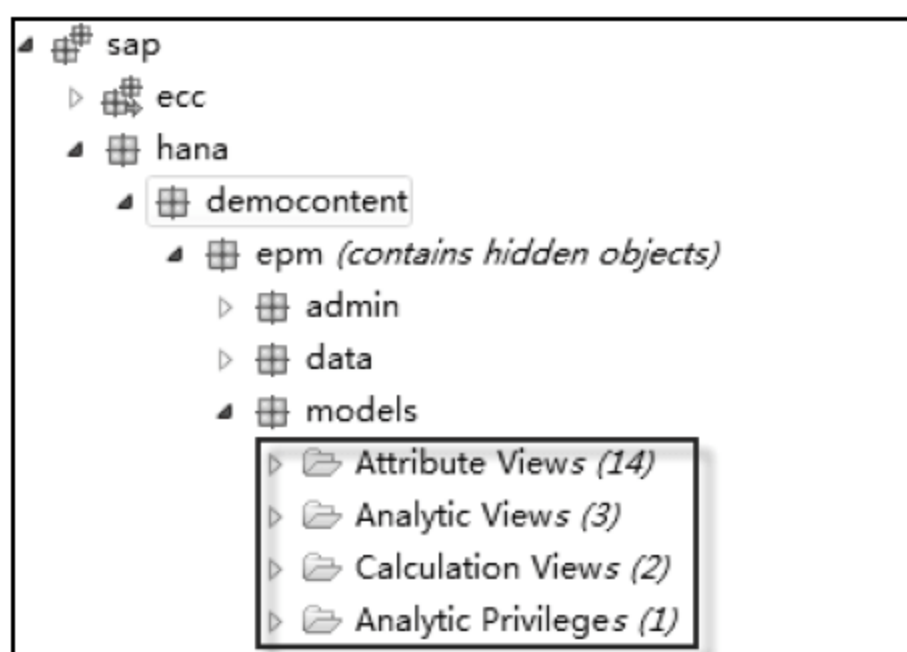 sap
ecc
hana
democontent
epm (contains hidden objects)
admin
data
models
Attribute Views (14)
Analytic Views (3)
Calculation Views (2)
Analytic Privileges (1)